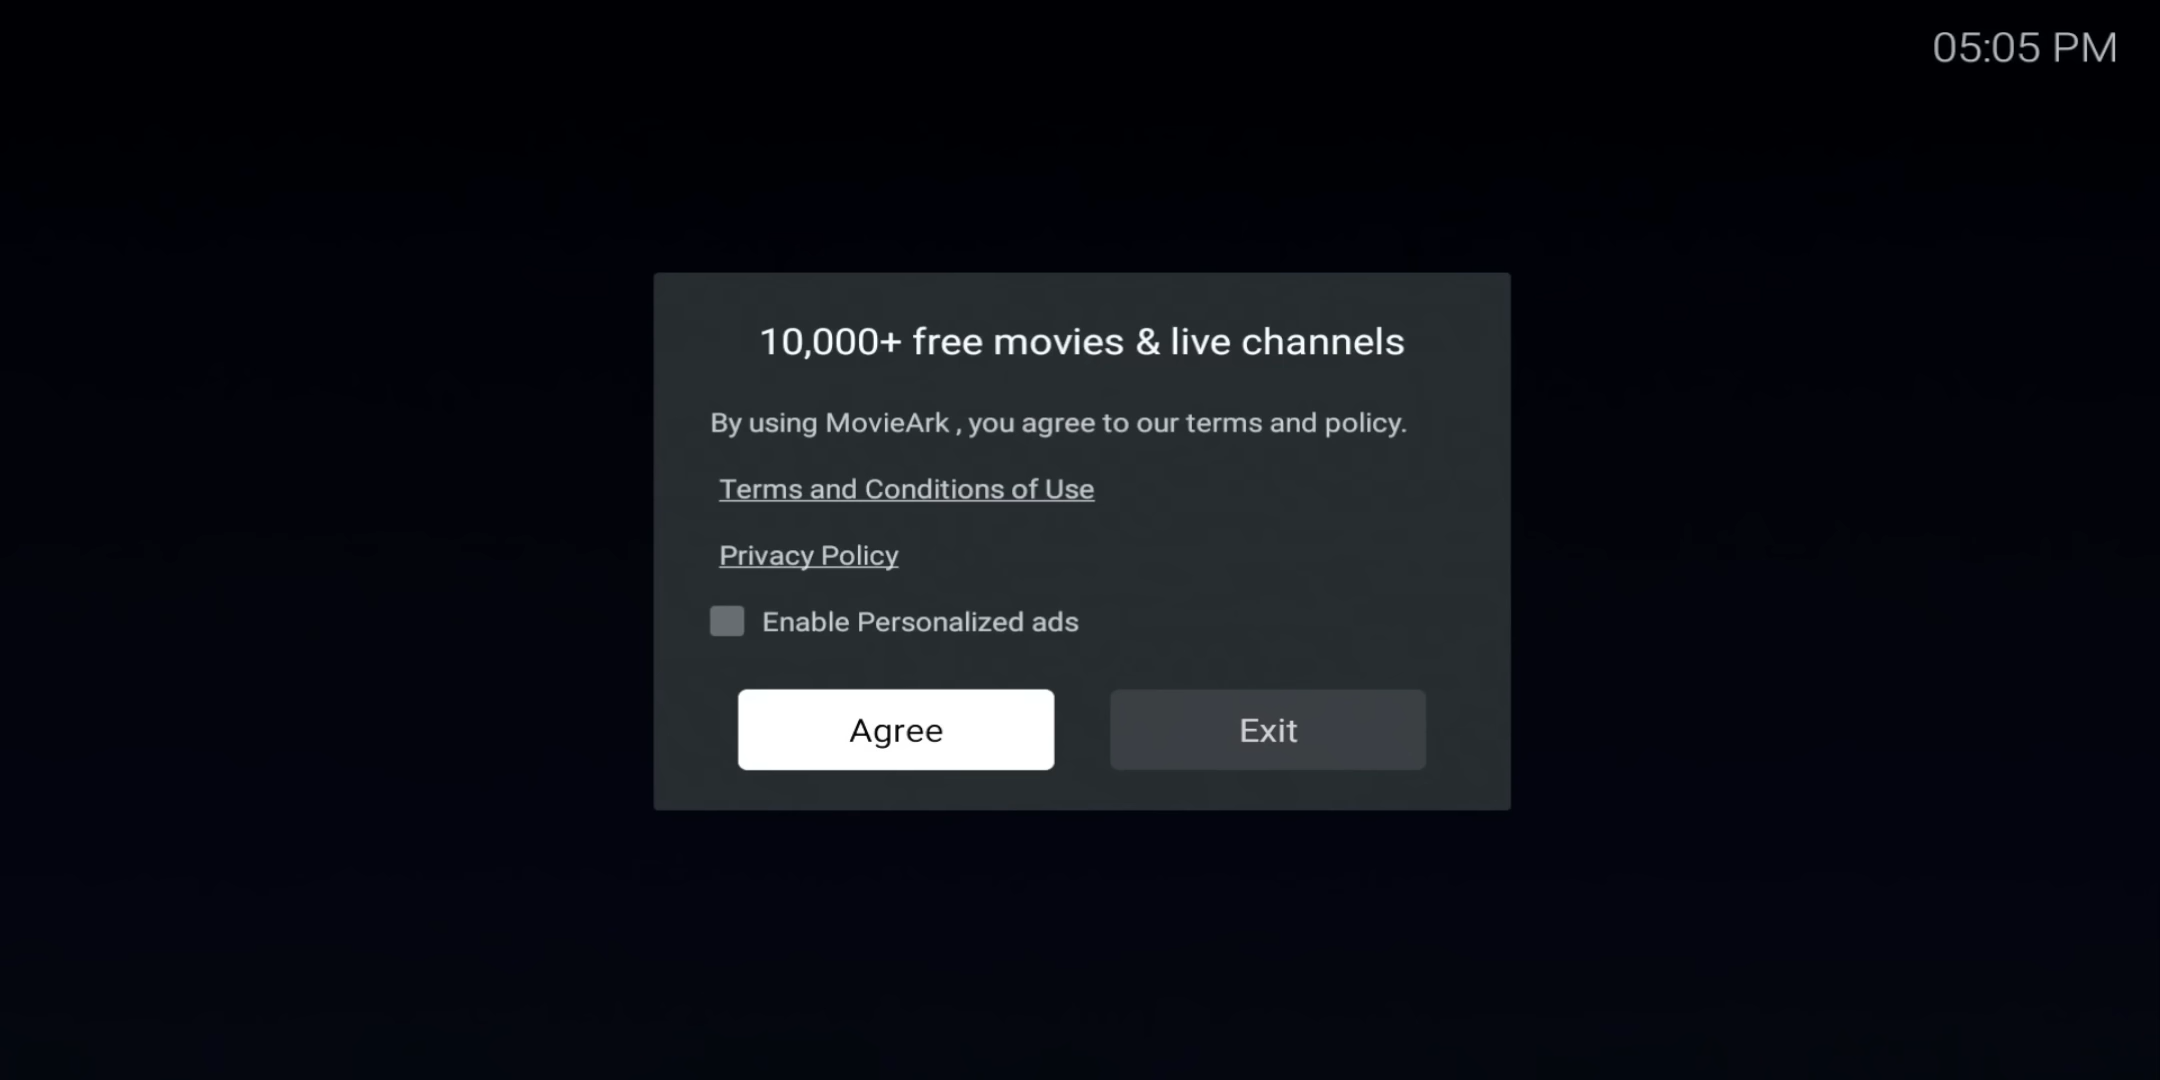 05:05 PM
10,000+ free movies & live channels
By using MovieArk , you agree to our terms and policy.
Terms and Conditions of Use
Privacy Policy
Enable Personalized ads
Agree
Exit